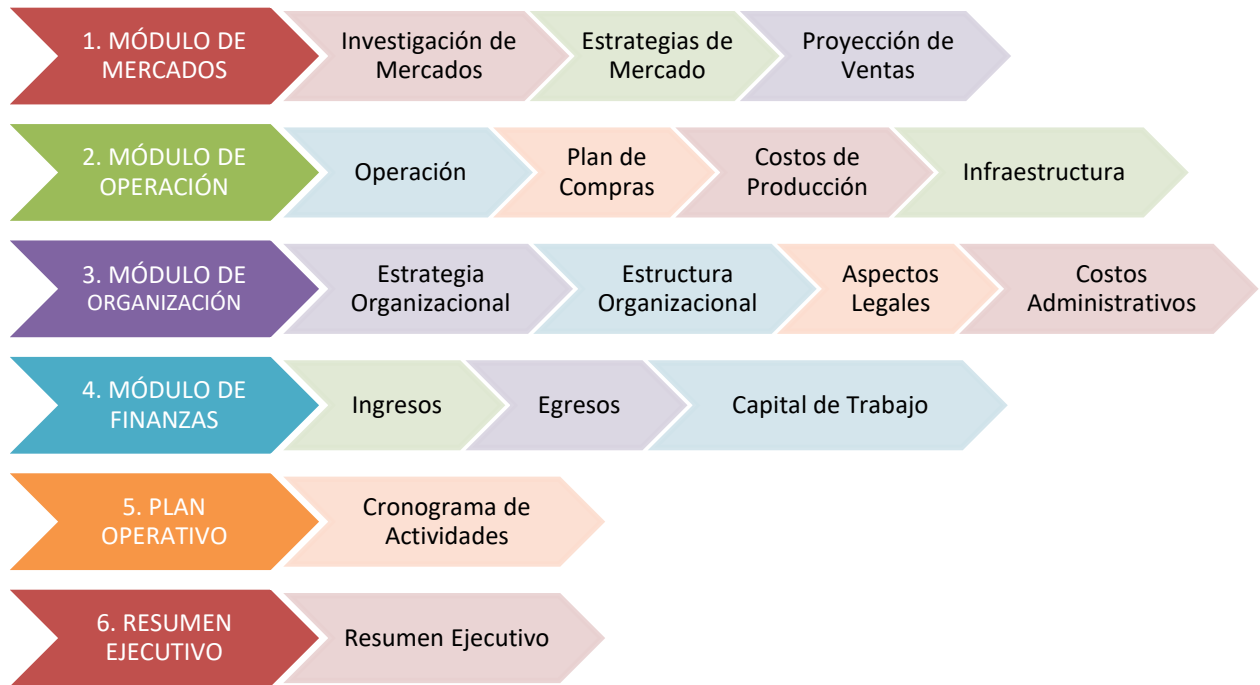 1. MÓDULO DE
MERCADOS
Investigación de
Mercados
Estrategias de
Mercado
Proyección de
Ventas
2. MÓDULO DE
OPERACIÓN
Operación
Plan de
Compras
Costos de
Producción
Infraestructura
3. MÓDULO DE
ORGANIZACIÓN
Estrategia
Organizacional
Estructura
Organizacional
Aspectos
Legales
Costos
Administrativos
4. MÓDULO DE
FINANZAS
Ingresos
Egresos
Capital de Trabajo
5. PLAN
OPERATIVO
Cronograma de
Actividades
6. RESUMEN
EJECUTIVO
Resumen Ejecutivo